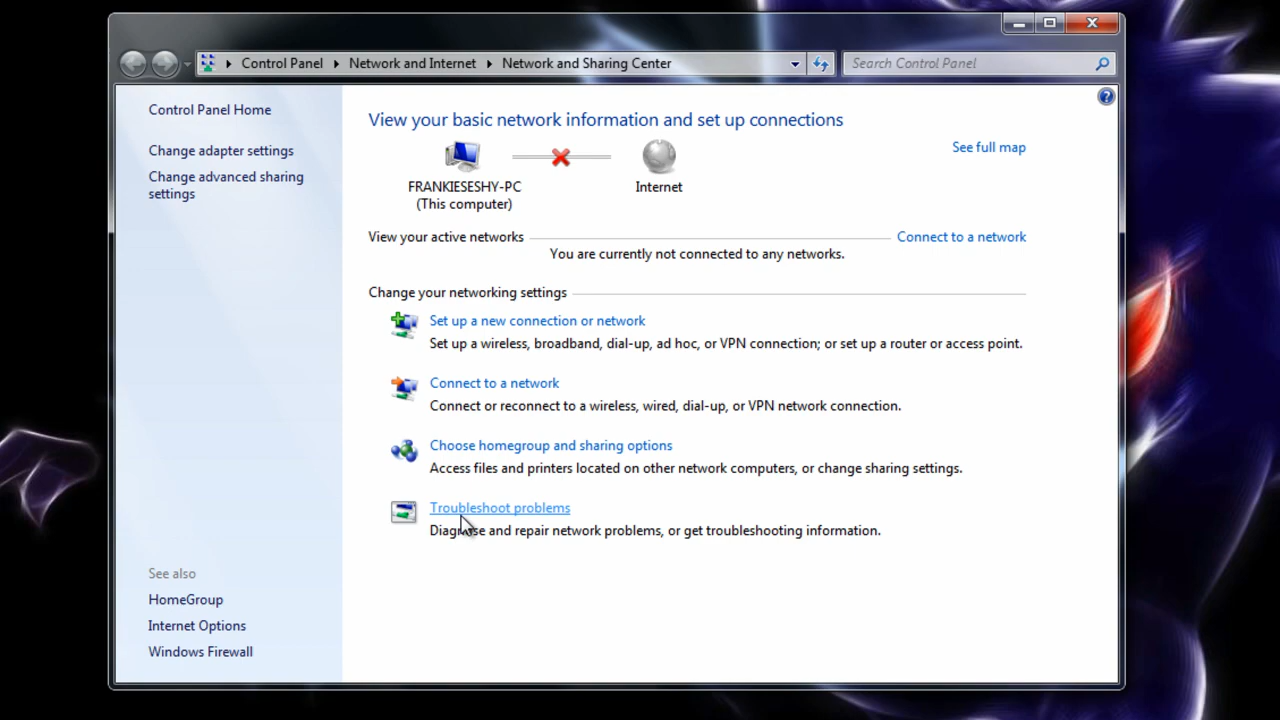 Control Panel Network and Internet Network and Sharing Center Search Control Panel
Control Panel Home
Change adapter settings
Change advanced sharing
settings
View your basic network information and set up connections
See full map
FRANKIESESHY-PC
(This computer)
Internet
View your active networks
Connect to a network
You are currently not connected to any networks.
Change your networking settings
Set up a new connection or network
Set up a wireless, broadband, dial-up, ad hoc, or VPN connection; or set up a router or access point.
Connect to a network
Connect or reconnect to a wireless, wired, dial-up, or VPN network connection.
Choose homegroup and sharing options
Access files and printers located on other network computers, or change sharing settings.
Troubleshoot problems
Diagnose and repair network problems, or get troubleshooting information.
See also
HomeGroup
Internet Options
Windows Firewall